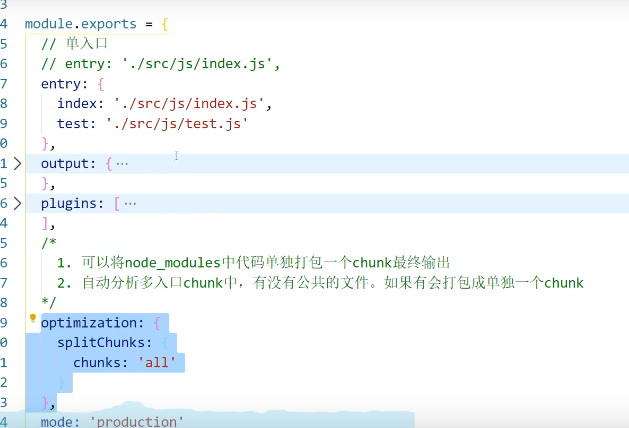 3
4 module.exports = {
5 // 单入口
6 // entry: './src/js/index.js',
7 entry: {
8 index: './src/js/index.js',
9 test: './src/js/test.js'
0 },
1 output: { ···
5 },
6 plugins: [ ···
4 ],
5 /*
6 1. 可以将node_modules中代码单独打包一个chunk最终输出
7 2. 自动分析多入口chunk中，有没有公共的文件。如果有会打包成单独一个chunk
8 */
9 optimization: {
0 splitChunks: {
1 chunks: 'all'
2 }
3 },
4 mode: 'production'